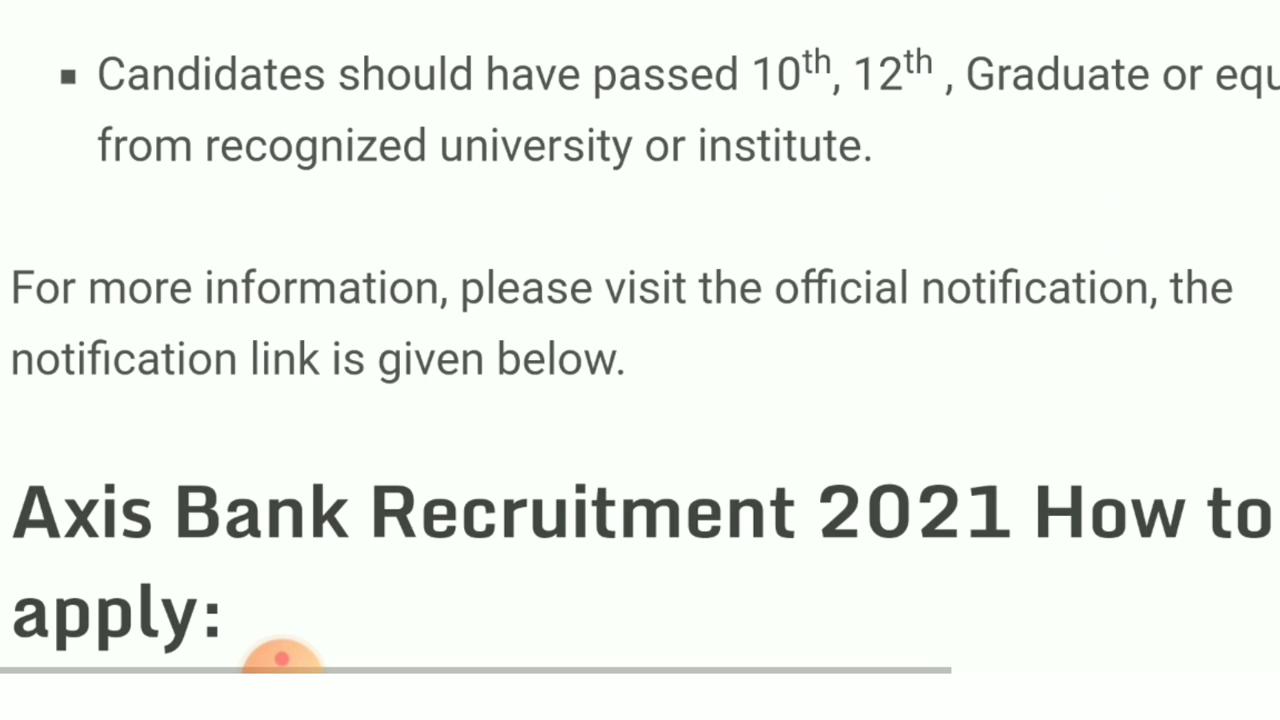 ▪ Candidates should have passed 10th, 12th , Graduate or
from recognized university or institute.
For more information, please visit the official notification, the
notification link is given below.
Axis Bank Recruitment 2021 How to
apply: